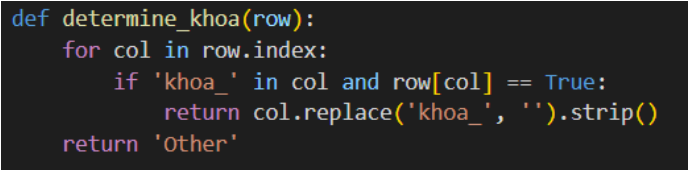 def determine_khoa(row):
    for col in row.index:
        if 'khoa_' in col and row[col] == True:
            return col.replace('khoa_', '').strip()
    return 'Other'